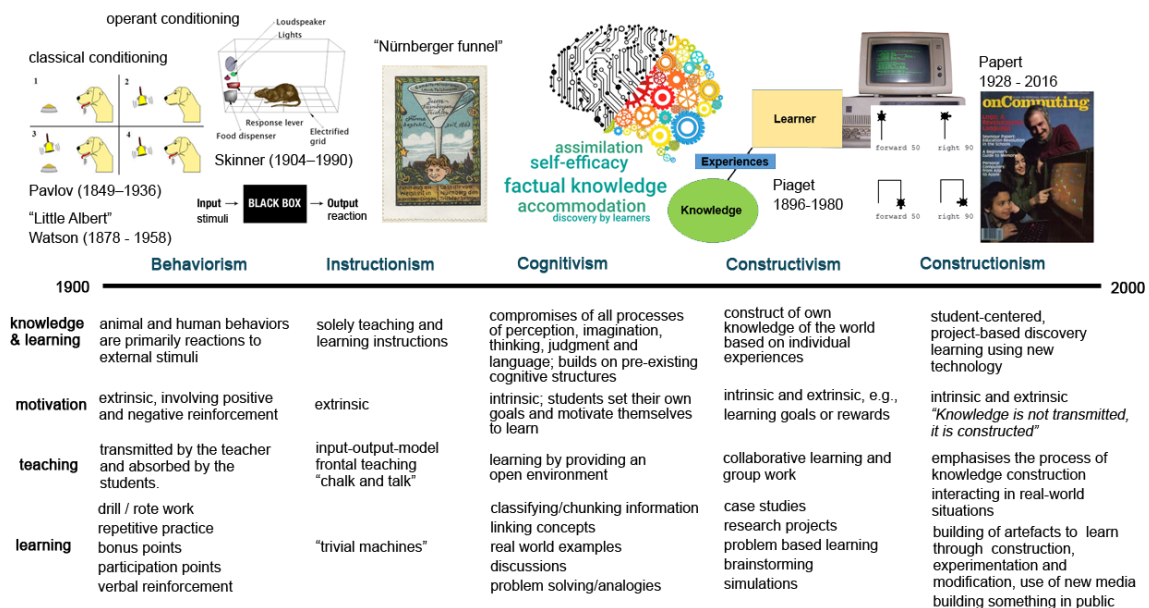 operant conditioning
classical conditioning
1
2
3
4
Pavlov (1849–1936)
“Little Albert”
Watson (1878 - 1958)
Loudspeaker
Lights
Response lever
Food dispenser
Electrified
grid
Skinner (1904–1990)
Input
stimuli
BLACK BOX
Output
reaction
“Nürnberger funnel”
assimilation
self-efficacy
factual knowledge
accommodation
discovery by learners
Learner
Experiences
Knowledge
Piaget
1896-1980
forward 50
right 90
forward 50
right 90
Papert
1928 - 2016
onComputing
Behaviorism
Instructionism
Cognitivism
Constructivism
Constructionism
1900
2000
knowledge
& learning
animal and human behaviors
are primarily reactions to
external stimuli
solely teaching and
learning instructions
compromises of all processes
of perception, imagination,
thinking, judgment and
language; builds on pre-existing
cognitive structures
construct of own
knowledge of the world
based on individual
experiences
student-centered,
project-based discovery
learning using new
technology
motivation
extrinsic, involving positive
and negative reinforcement
extrinsic
intrinsic; students set their own
goals and motivate themselves
to learn
intrinsic and extrinsic, e.g.,
learning goals or rewards
intrinsic and extrinsic
“Knowledge is not transmitted,
it is constructed”
teaching
transmitted by the teacher
and absorbed by the
students.
input-output-model
frontal teaching
“chalk and talk”
learning by providing an
open environment
collaborative learning and
group work
emphasises the process of
knowledge construction
interacting in real-world
situations
learning
drill / rote work
repetitive practice
bonus points
participation points
verbal reinforcement
“trivial machines”
classifying/chunking information
linking concepts
real world examples
discussions
problem solving/analogies
case studies
research projects
problem based learning
brainstorming
simulations
building of artefacts to learn
through construction,
experimentation and
modification, use of new media
building something in public